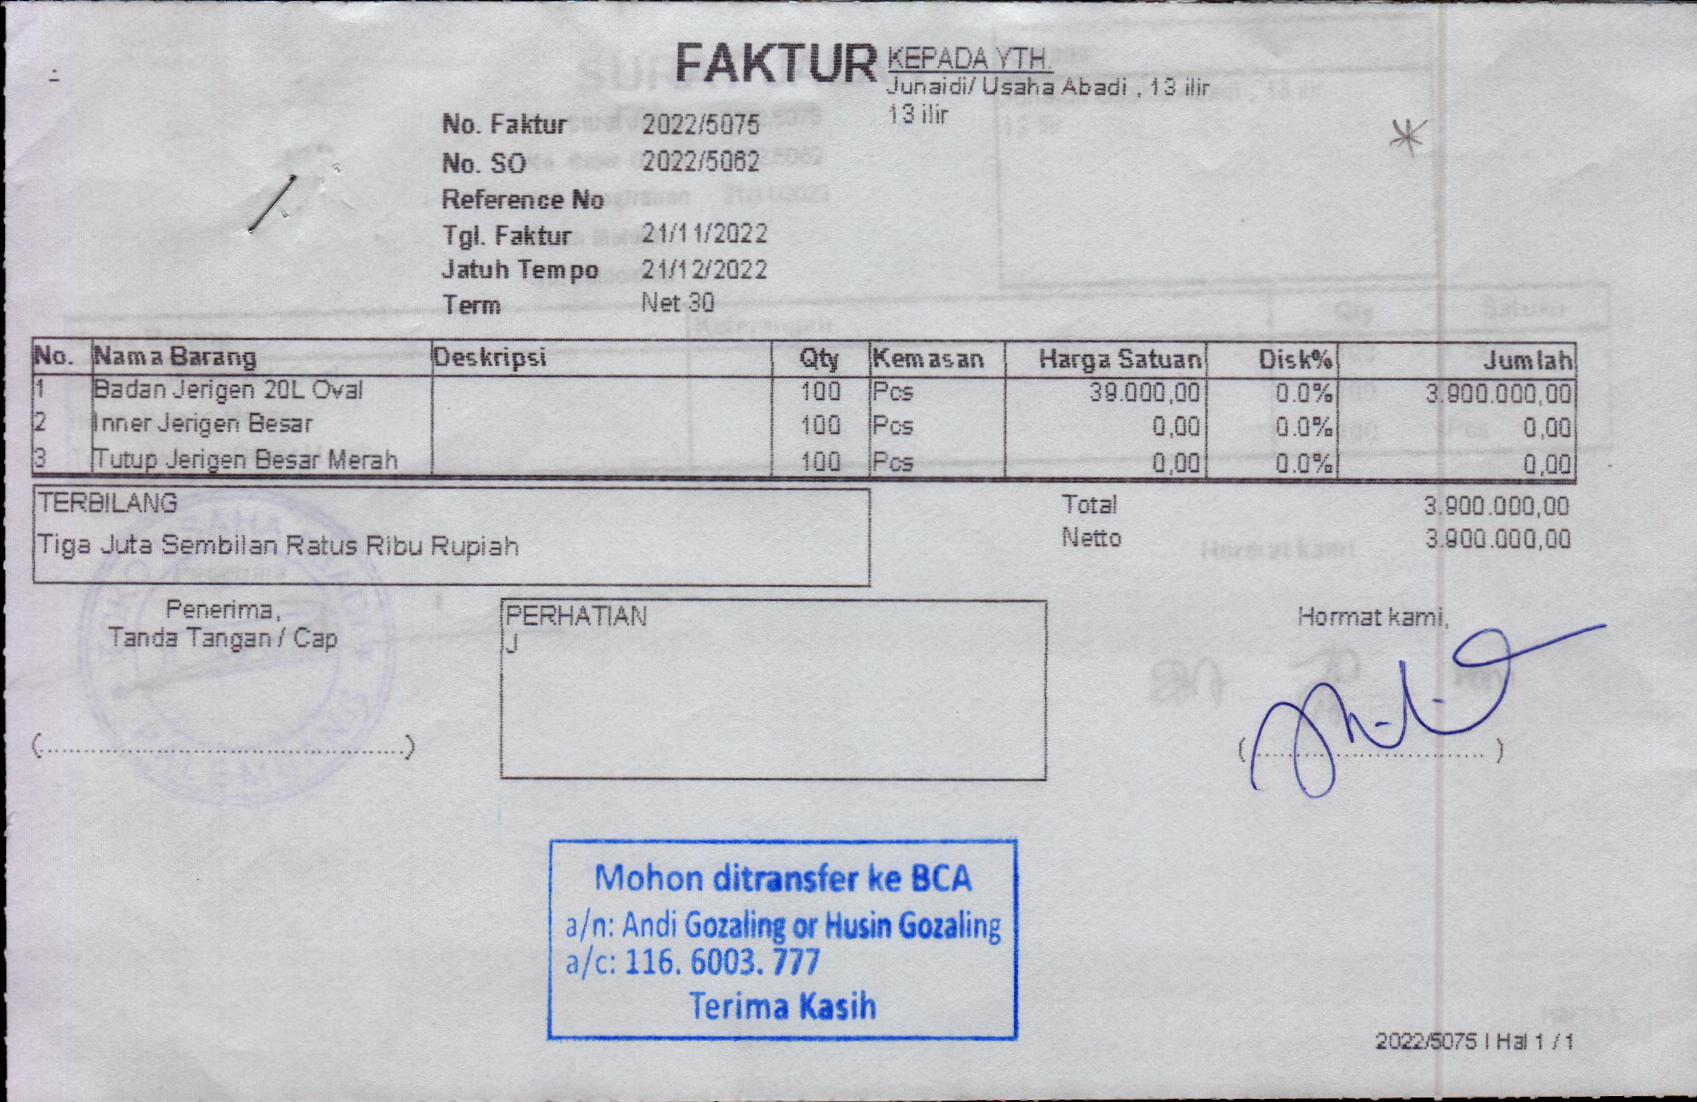 FAKTUR
KEPADA YTH.
Junaidi/ Usaha Abadi , 13 ilir
13 ilir
No. Faktur 2022/5075
No. SO 2022/5062
Reference No
Tgl. Faktur 21/11/2022
Jatuh Tempo 21/12/2022
Term Net 30
No. Nama Barang Deskripsi Qty Kemasan Harga Satuan Disk% Jumlah
1 Badan Jerigen 20L Oval 100 Pcs 39.000,00 0.0% 3.900.000,00
2 Inner Jerigen Besar 100 Pcs 0,00 0.0% 0,00
3 Tutup Jerigen Besar Merah 100 Pcs 0,00 0.0% 0,00
TERBILANG
Tiga Juta Sembilan Ratus Ribu Rupiah
Total 3.900.000,00
Netto 3.900.000,00
Penerima,
Tanda Tangan / Cap
(..........)
PERHATIAN
J
Hormat kami,
(..........)
Mohon ditransfer ke BCA
a/n: Andi Gozaling or Husin Gozaling
a/c: 116. 6003. 777
Terima Kasih
2022/5075 | Hal 1 / 1